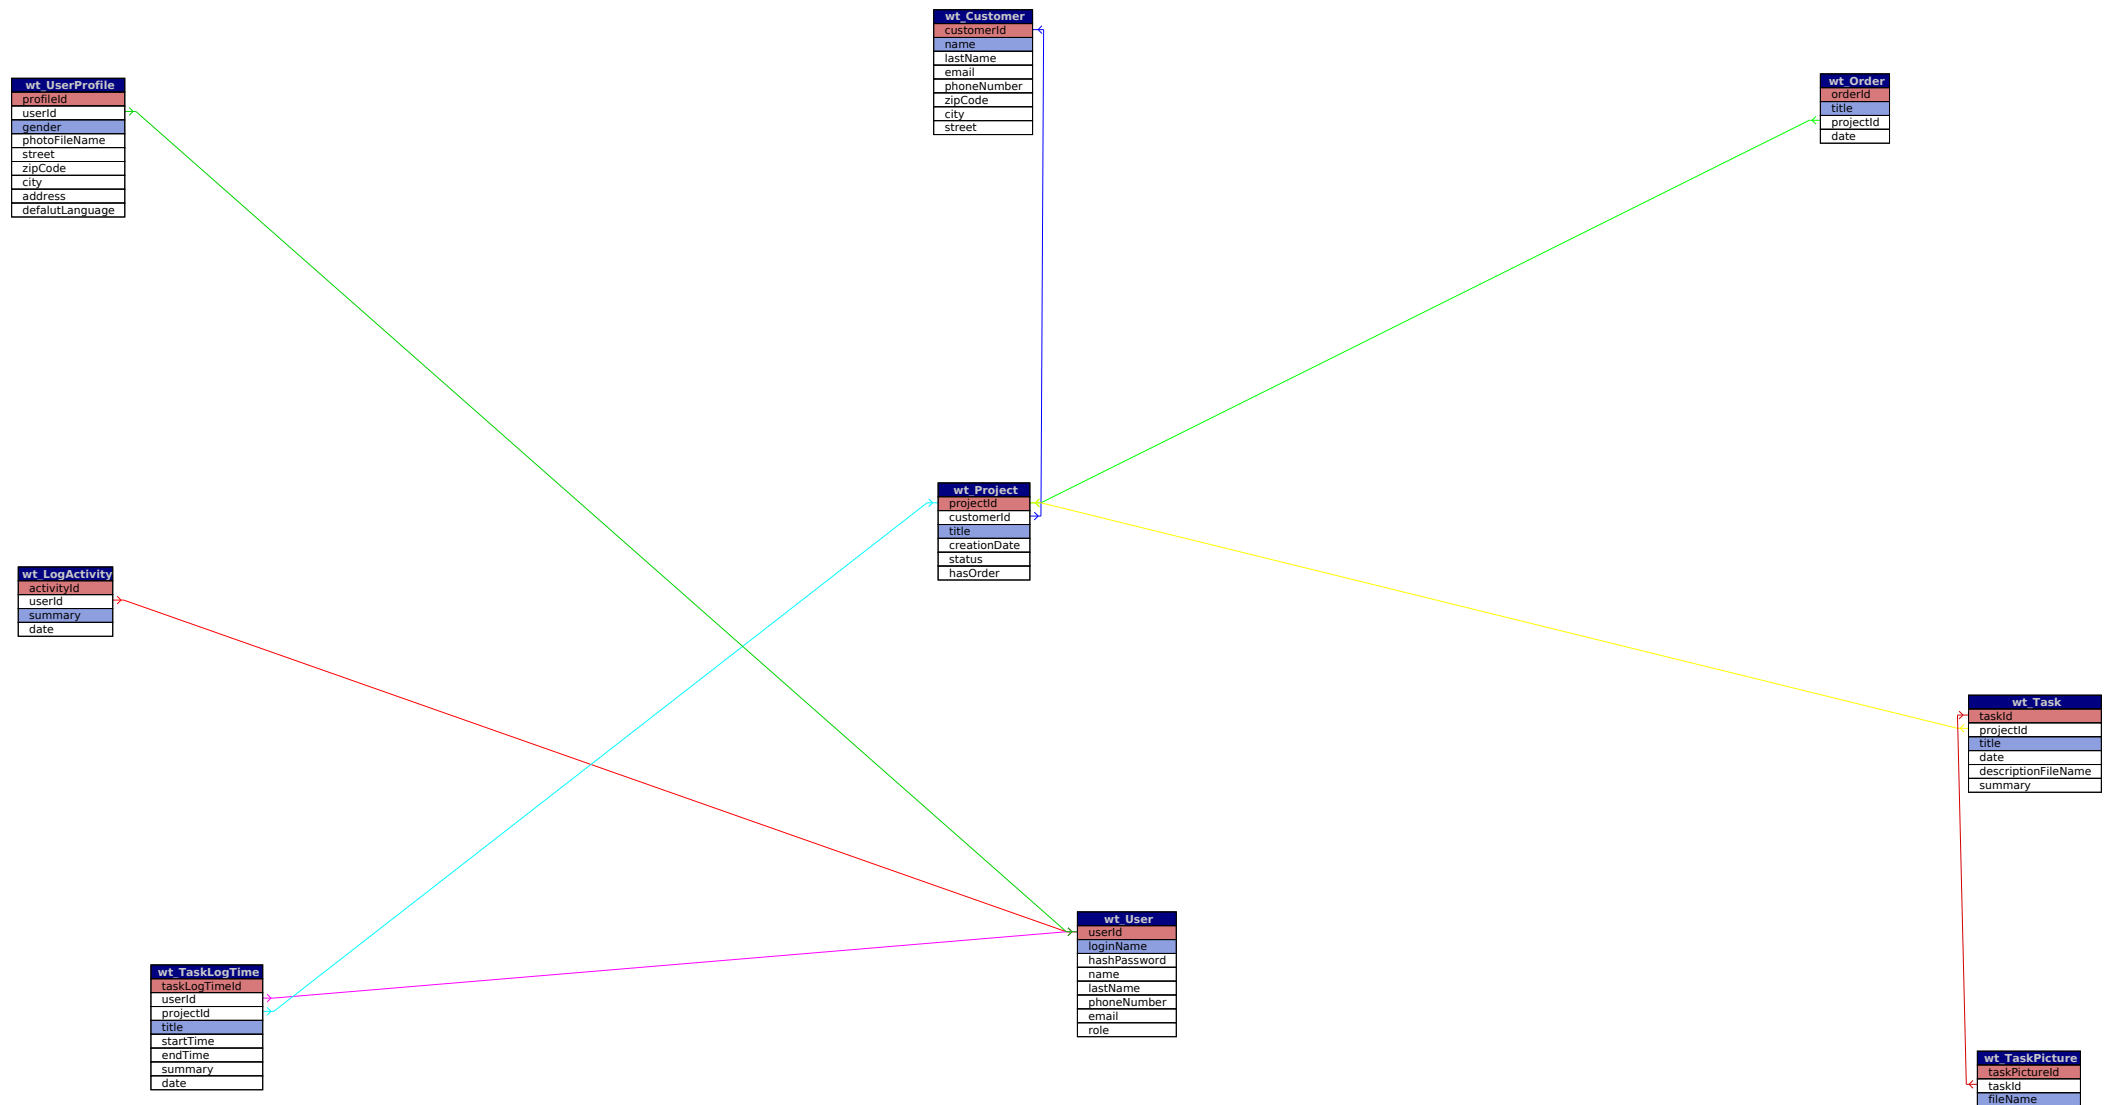 wt_Customer
customerId
name
lastName
email
phoneNumber
zipCode
city
street
wt_UserProfile
profileId
userId
gender
photoFileName
street
zipCode
city
address
defalutLanguage
wt_Order
orderId
title
projectId
date
wt_Project
projectId
customerId
title
creationDate
status
hasOrder
wt_LogActivity
activityId
userId
summary
date
wt_Task
taskId
projectId
title
date
descriptionFileName
summary
wt_User
userId
loginName
hashPassword
name
lastName
phoneNumber
email
role
wt_TaskLogTime
taskLogTimeId
userId
projectId
title
startTime
endTime
summary
date
wt_TaskPicture
taskPictureId
taskId
fileName